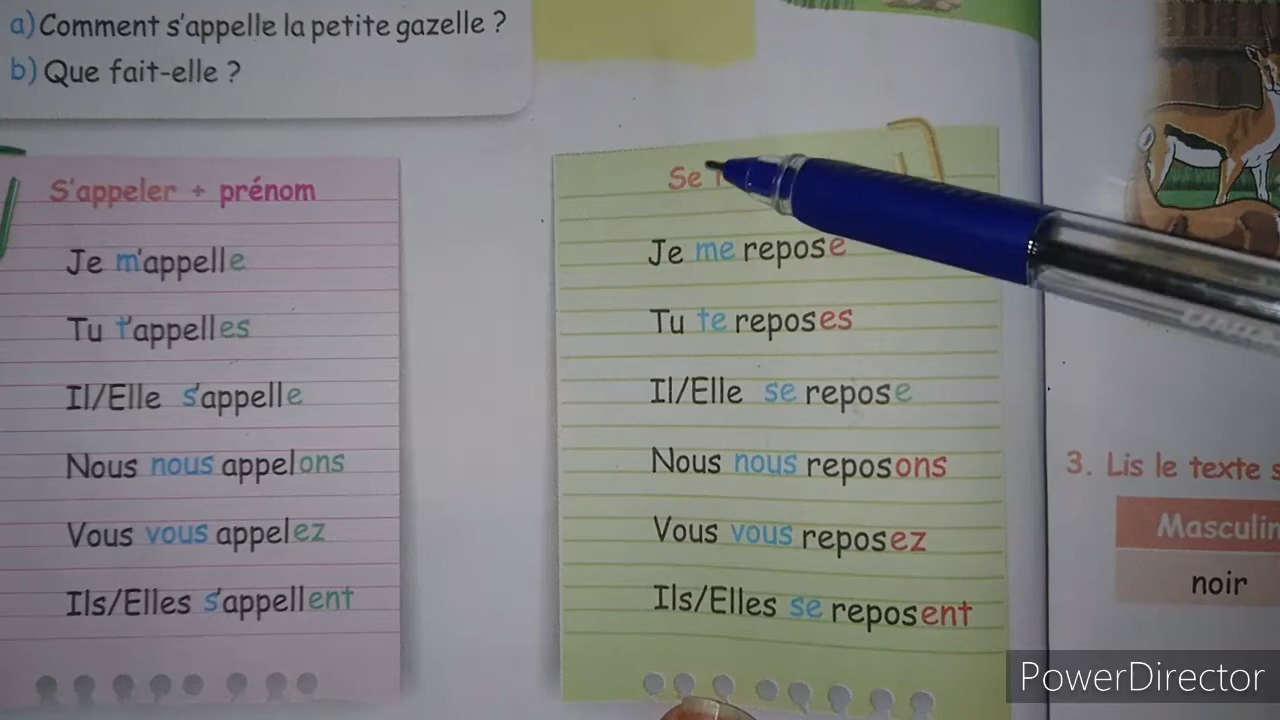 a) Comment s'appelle la petite gazelle ?
b) Que fait-elle ?
S'appeler + prénom
Je m'appelle
Tu t'appelles
Il/Elle s'appelle
Nous nous appelons
Vous vous appelez
Ils/Elles s'appellent
Se
Je me repose
Tu te reposes
Il/Elle se repose
Nous nous reposons
Vous vous reposez
Ils/Elles se reposent
3. Lis le texte
Masculin
noir
PowerDirector